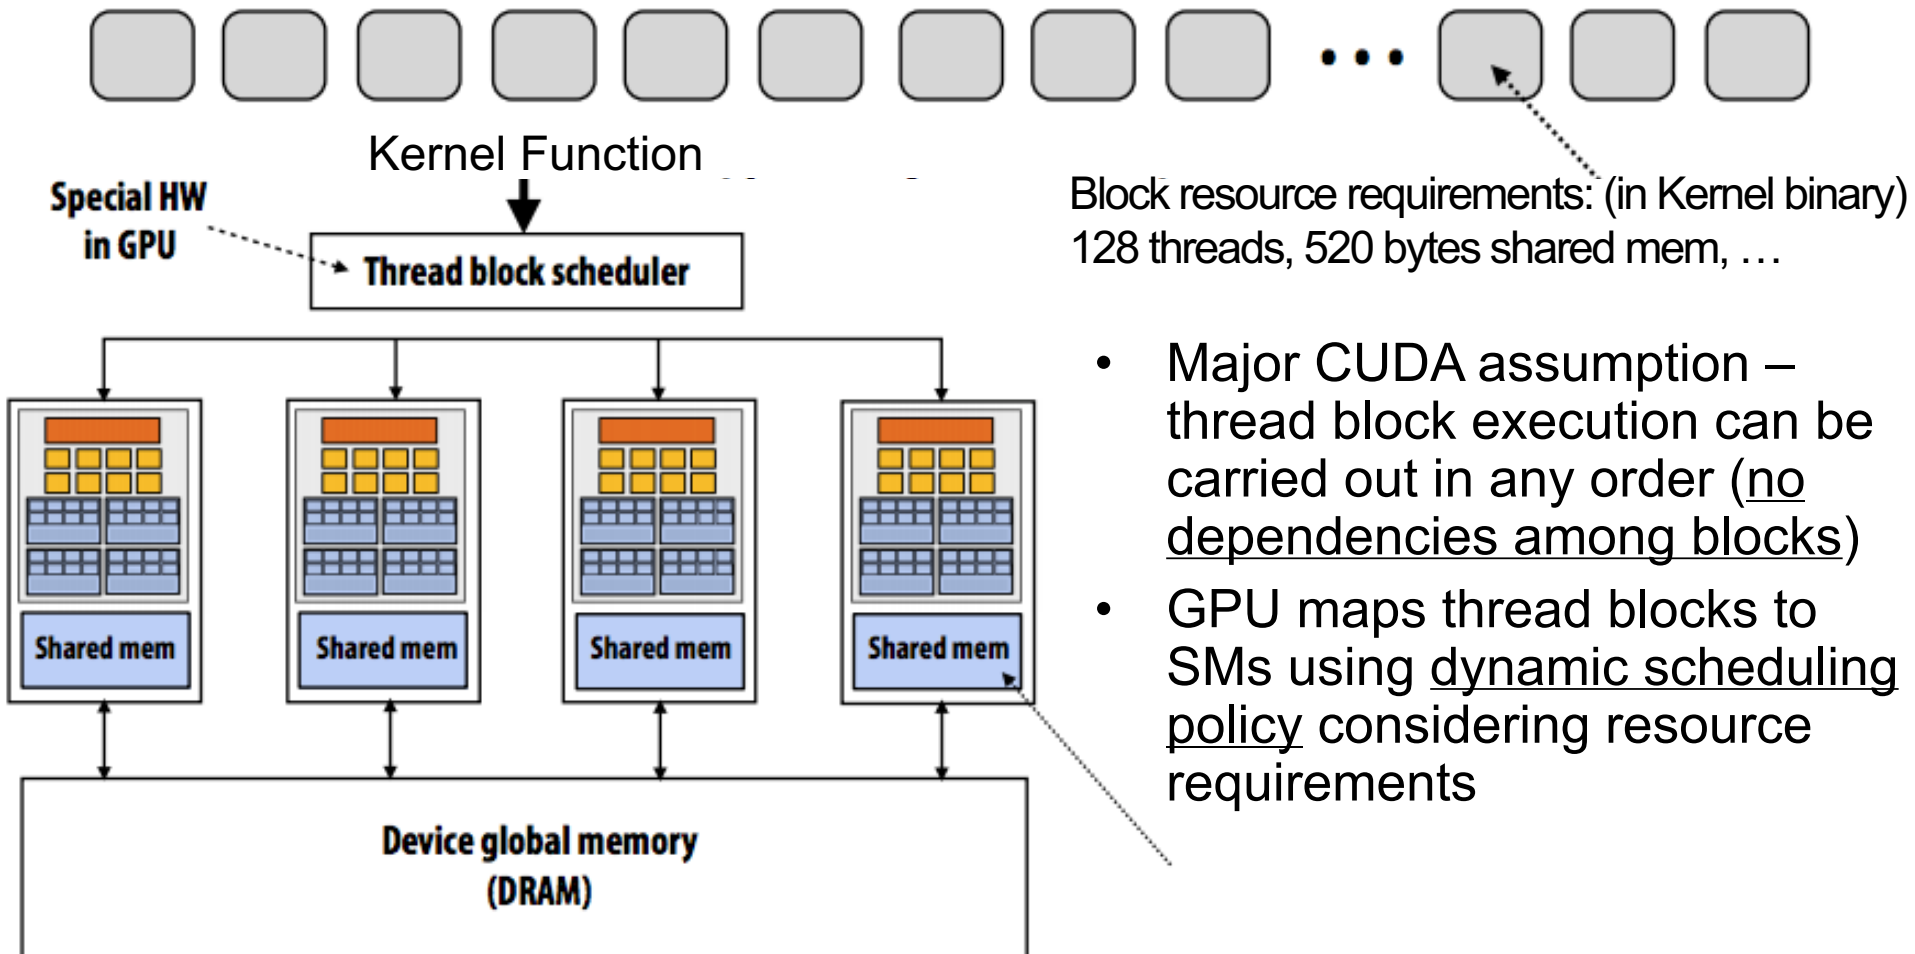 • • •
Kernel Function
Special HW
in GPU
Block resource requirements: (in Kernel binary)
128 threads, 520 bytes shared mem, …
Thread block scheduler
• Major CUDA assumption –
thread block execution can be
carried out in any order (no
dependencies among blocks)
• GPU maps thread blocks to
SMs using dynamic scheduling
policy considering resource
requirements
Shared mem
Shared mem
Shared mem
Shared mem
Device global memory
(DRAM)